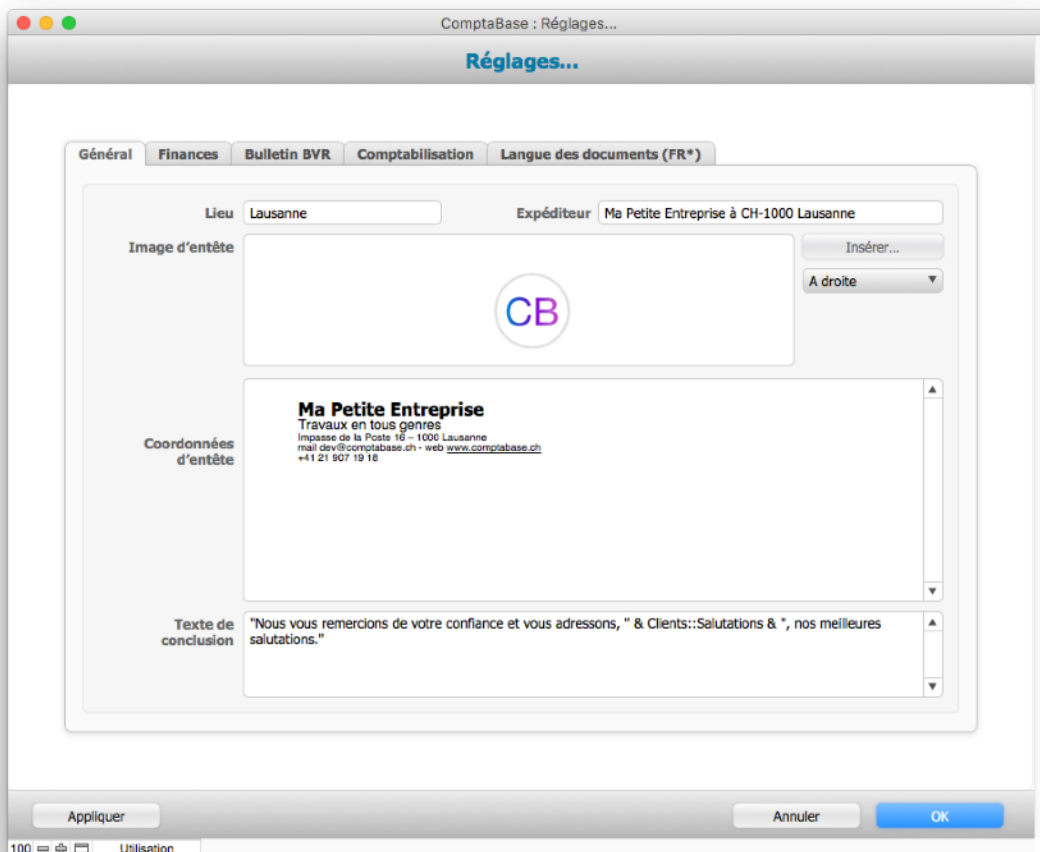 ComptaBase : Réglages...
Réglages...
Général Finances Bulletin BVR Comptabilisation Langue des documents (FR*)
Lieu Lausanne Expéditeur Ma Petite Entreprise à CH-1000 Lausanne
Image d'entête Insérer...
A droite
CB
Ma Petite Entreprise
Travaux en tous genres
Impasse de la Poste 16 – 1000 Lausanne
mail dev@comptabase.ch - web www.comptabase.ch
+41 21 907 19 18
Coordonnées
d'entête
Texte de
conclusion
"Nous vous remercions de votre confiance et vous adressons, " & Clients::Salutations & ", nos meilleures
salutations."
Appliquer Annuler OK
100 Utilisation